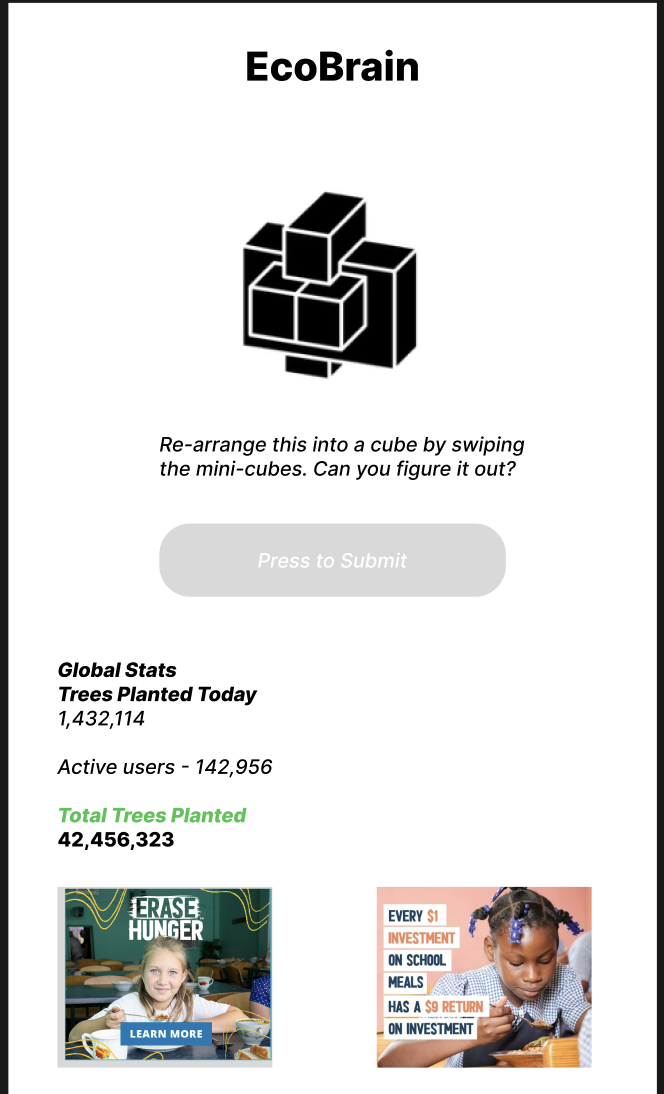 EcoBrain
Re-arrange this into a cube by swiping
the mini-cubes. Can you figure it out?
Press to Submit
Global Stats
Trees Planted Today
1,432,114
Active users - 142,956
Total Trees Planted
42,456,323
ERASE
HUNGER
LEARN MORE
EVERY $1
INVESTMENT
ON SCHOOL
MEALS
HAS A $9 RETURN
ON INVESTMENT